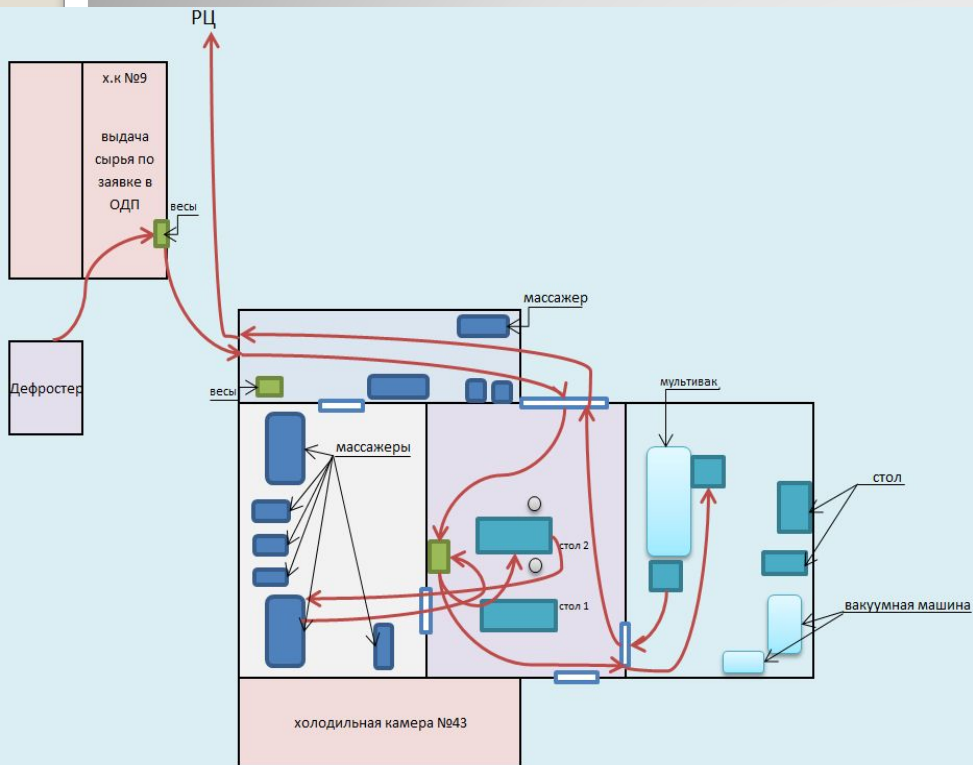 РЦ
х.к №9
выдача
сырья по
заявке в
ОДП
весы
массажер
Дефростер
весы
мультивак
массажеры
стол
стол 2
стол 1
вакуумная машина
холодильная камера №43